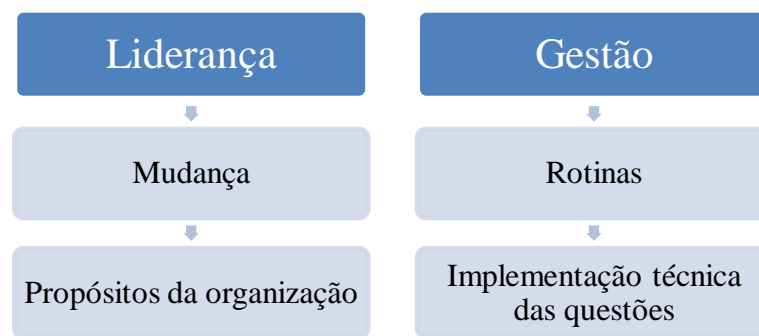 Liderança
Mudança
Propósitos da organização
Gestão
Rotinas
Implementação técnica
das questões